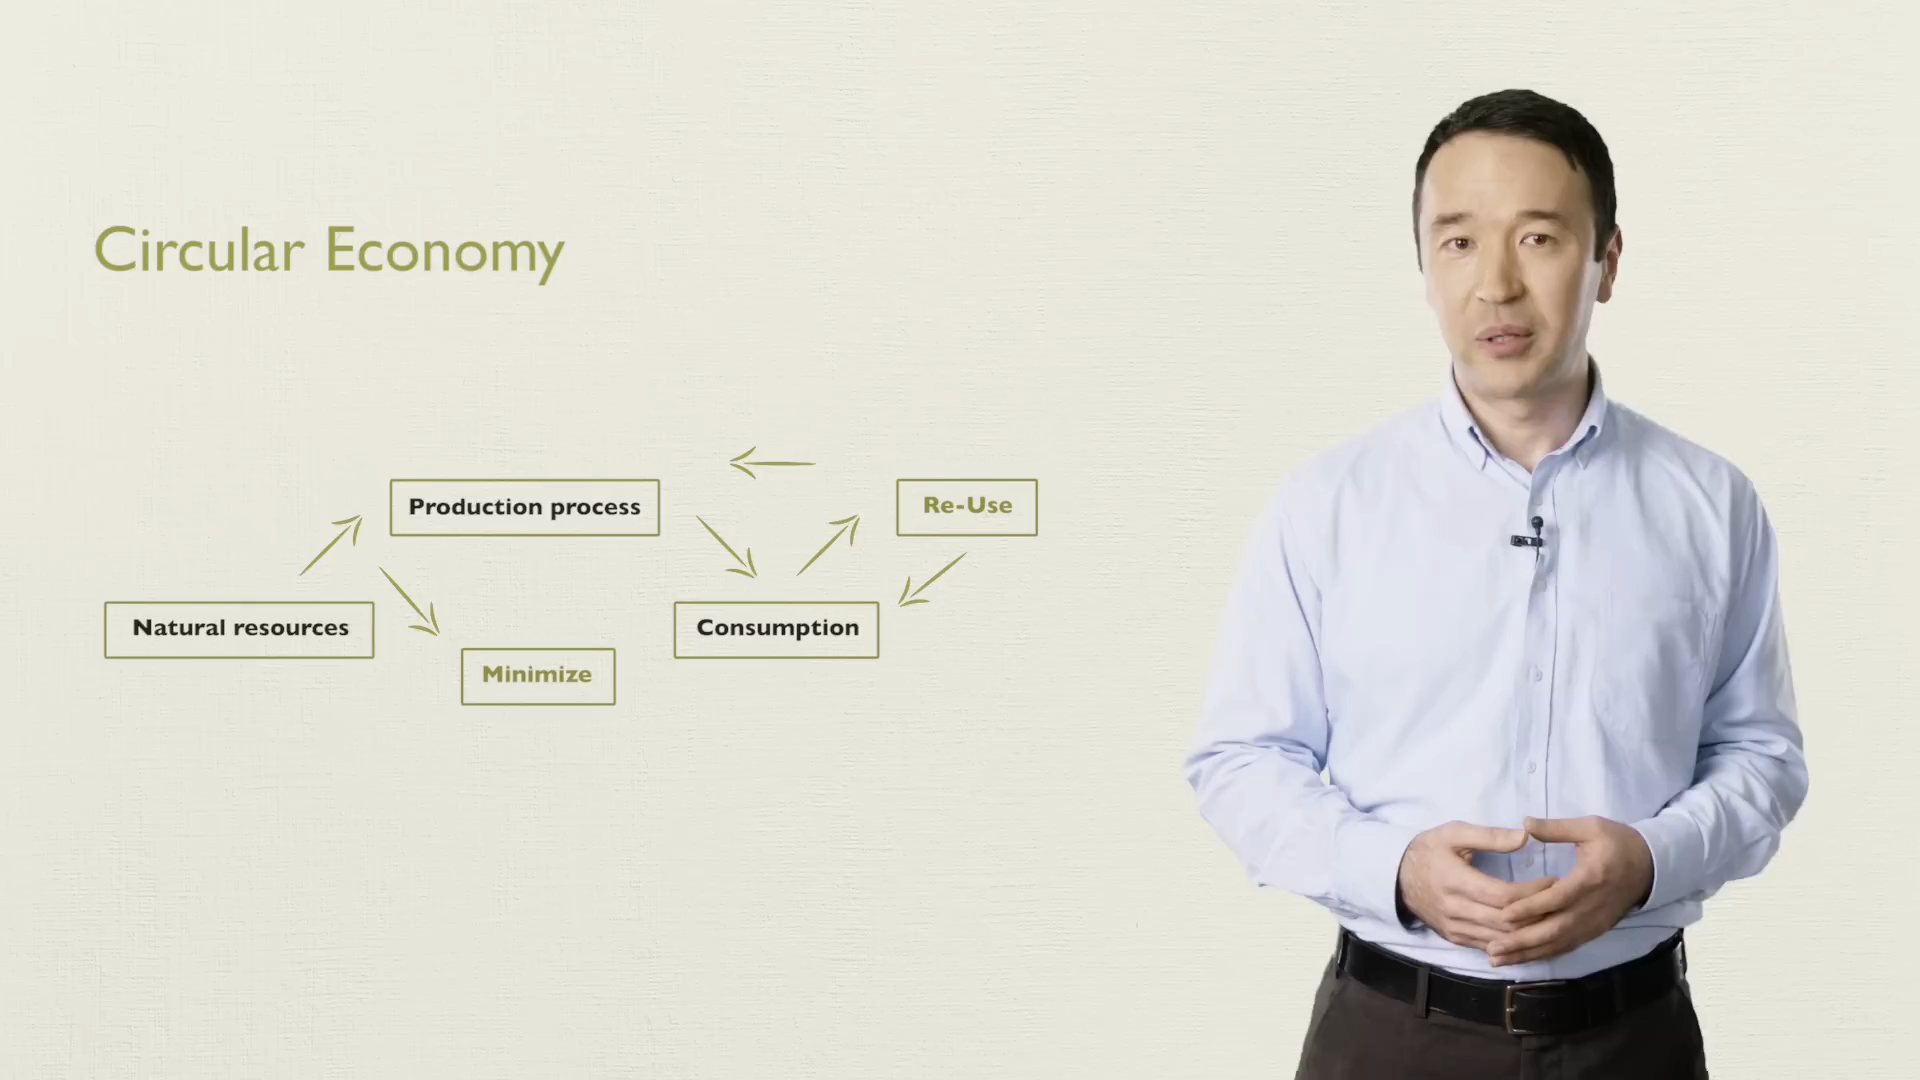 Circular Economy
Production process
Re-Use
Natural resources
Consumption
Minimize